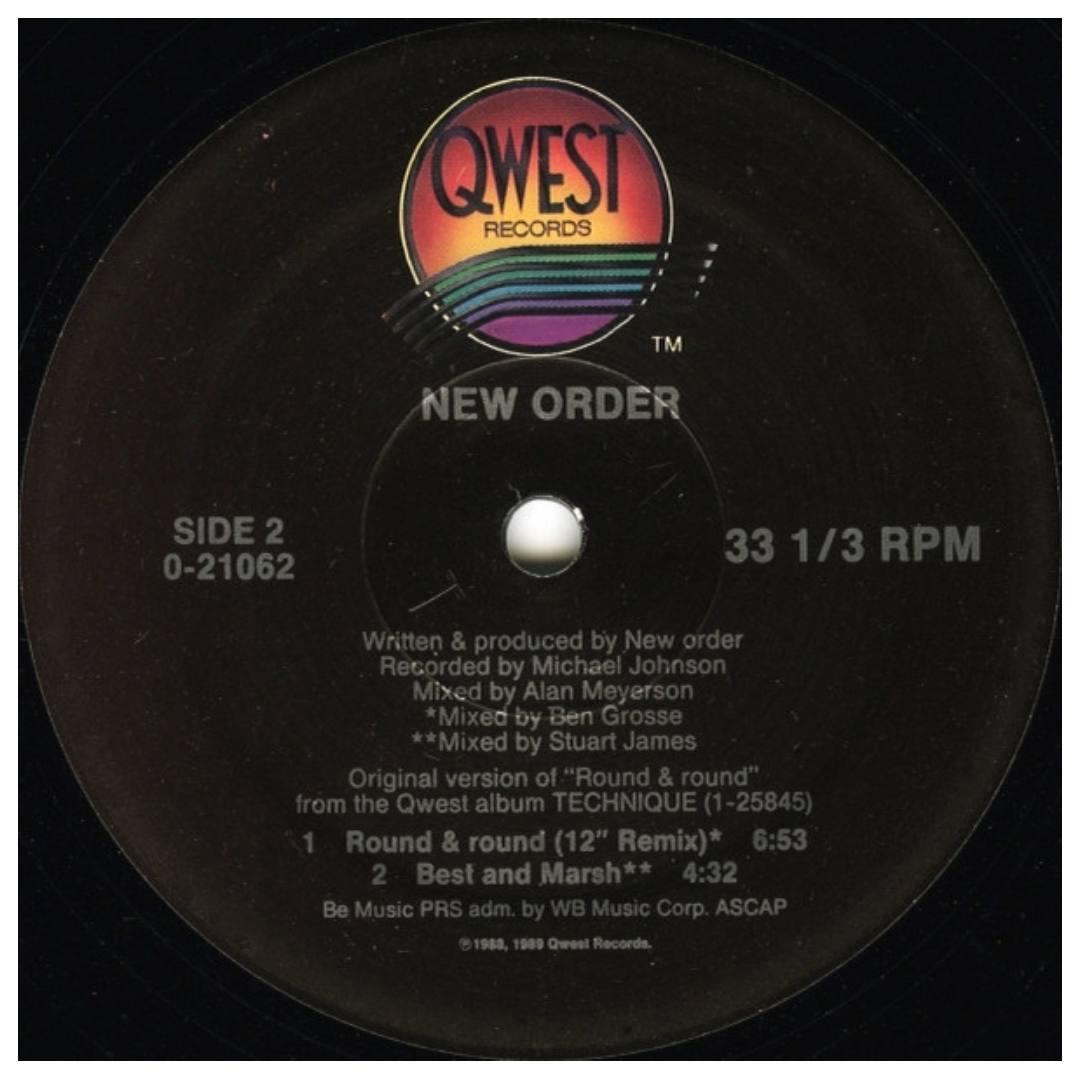 QWEST
RECORDS
TM
NEW ORDER
SIDE 2
0-21062
33 1/3 RPM
Written & produced by New order
Recorded by Michael Johnson
Mixed by Alan Meyerson
*Mixed by Ben Grosse
**Mixed by Stuart James
Original version of "Round & round"
from the Qwest album TECHNIQUE (1-25845)
1 Round & round (12" Remix)* 6:53
2 Best and Marsh** 4:32
Be Music PRS adm. by WB Music Corp. ASCAP
℗1988, 1989 Qwest Records.